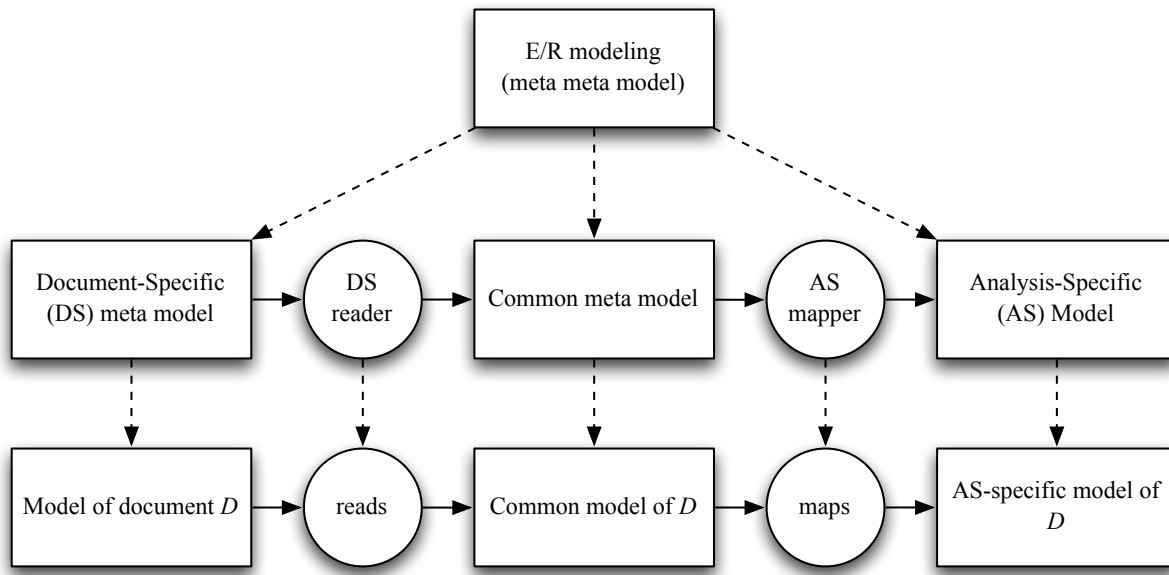 E/R modeling
(meta meta model)
Document-Specific
(DS) meta model
DS
reader
Common meta model
AS
mapper
Analysis-Specific
(AS) Model
Model of document D
reads
Common model of D
maps
AS-specific model of
D